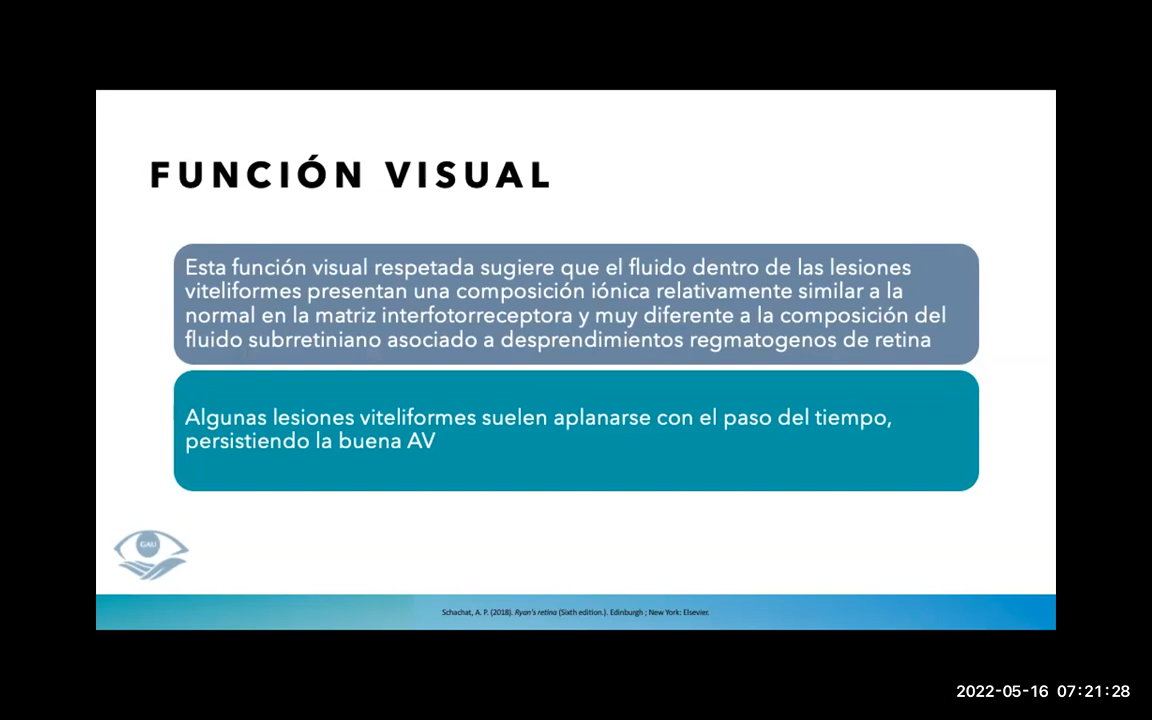 FUNCIÓN VISUAL
Esta función visual respetada sugiere que el fluido dentro de las lesiones
viteliformes presentan una composición iónica relativamente similar a la
normal en la matriz interfotorreceptora y muy diferente a la composición del
fluido subrretiniano asociado a desprendimientos regmatogenos de retina
Algunas lesiones viteliformes suelen aplanarse con el paso del tiempo,
persistiendo la buena AV
Schachat, A. P. (2018). Ryan's retina (Sixth edition.). Edinburgh ; New York: Elsevier.
2022-05-16 07:21:28